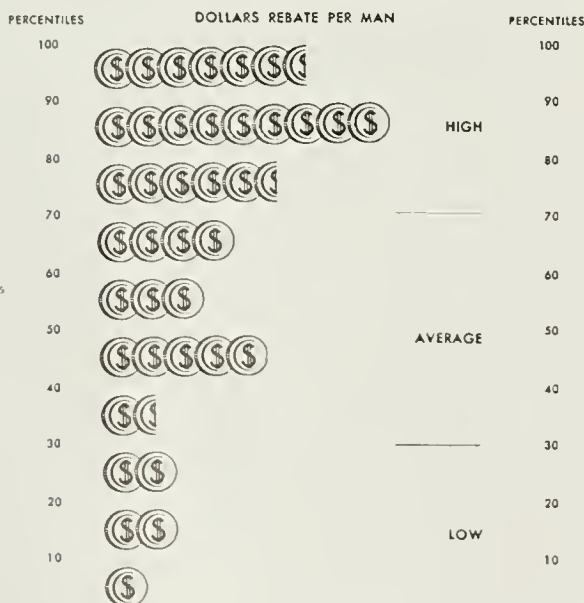 PERCENTILES DOLLARS REBATE PER MAN PERCENTILES
100 100
$ $ $ $ $ $ $
90 90
$ $ $ $ $ $ $ $ $
HIGH
80 80
$ $ $ $ $ $
70 70
$ $ $ $
60 60
$ $ $
50 50
AVERAGE
$ $ $ $ $
40 40
$ $
30 30
$ $
20 20
$ $
LOW
10 10
$